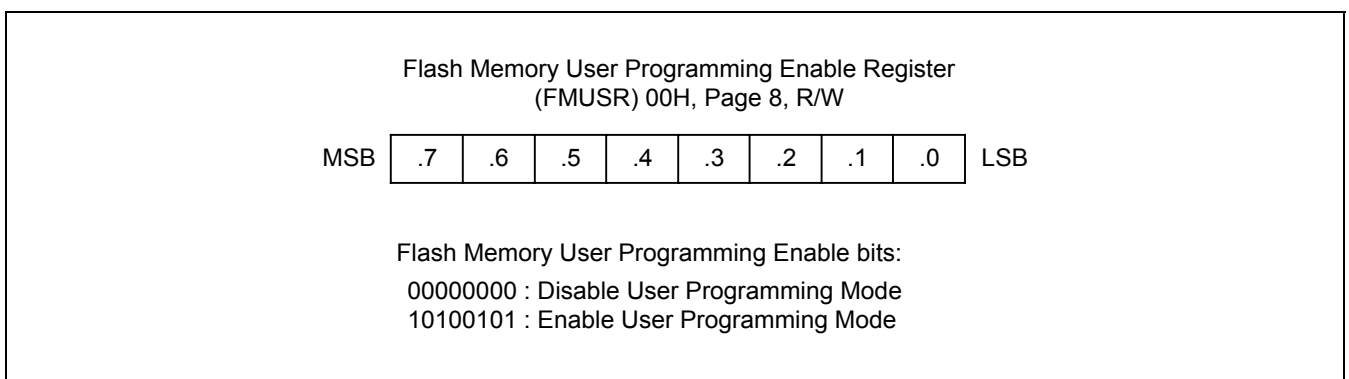 Flash Memory User Programming Enable Register
(FMUSR) 00H, Page 8, R/W
MSB .7 .6 .5 .4 .3 .2 .1 .0 LSB
Flash Memory User Programming Enable bits:
00000000 : Disable User Programming Mode
10100101 : Enable User Programming Mode